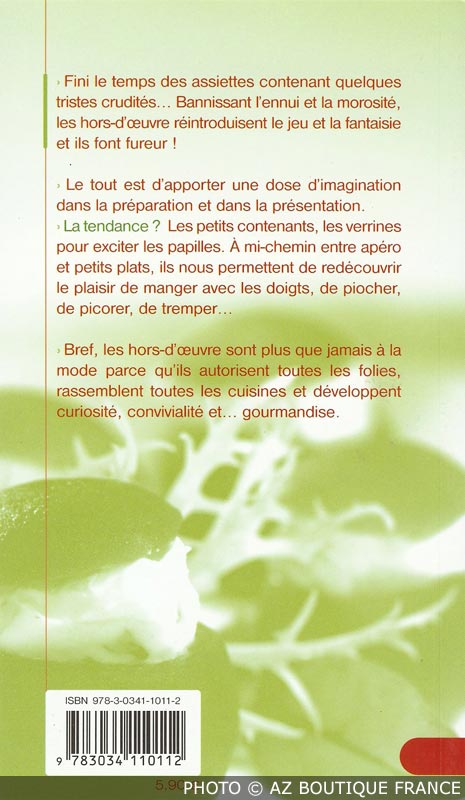 › Fini le temps des assiettes contenant quelques
tristes crudités... Bannissant l'ennui et la morosité,
les hors-d'œuvre réintroduisent le jeu et la fantaisie
et ils font fureur !
› Le tout est d'apporter une dose d'imagination
dans la préparation et dans la présentation.
› La tendance ? Les petits contenants, les verrines
pour exciter les papilles. À mi-chemin entre apéro
et petits plats, ils nous permettent de redécouvrir
le plaisir de manger avec les doigts, de piocher,
de picorer, de tremper...
› Bref, les hors-d'œuvre sont plus que jamais à la
mode parce qu'ils autorisent toutes les folies,
rassemblent toutes les cuisines et développent
curiosité, convivialité et... gourmandise.
ISBN 978-3-0341-1011-2
9 783034 110112
5,90
PHOTO © AZ BOUTIQUE FRANCE